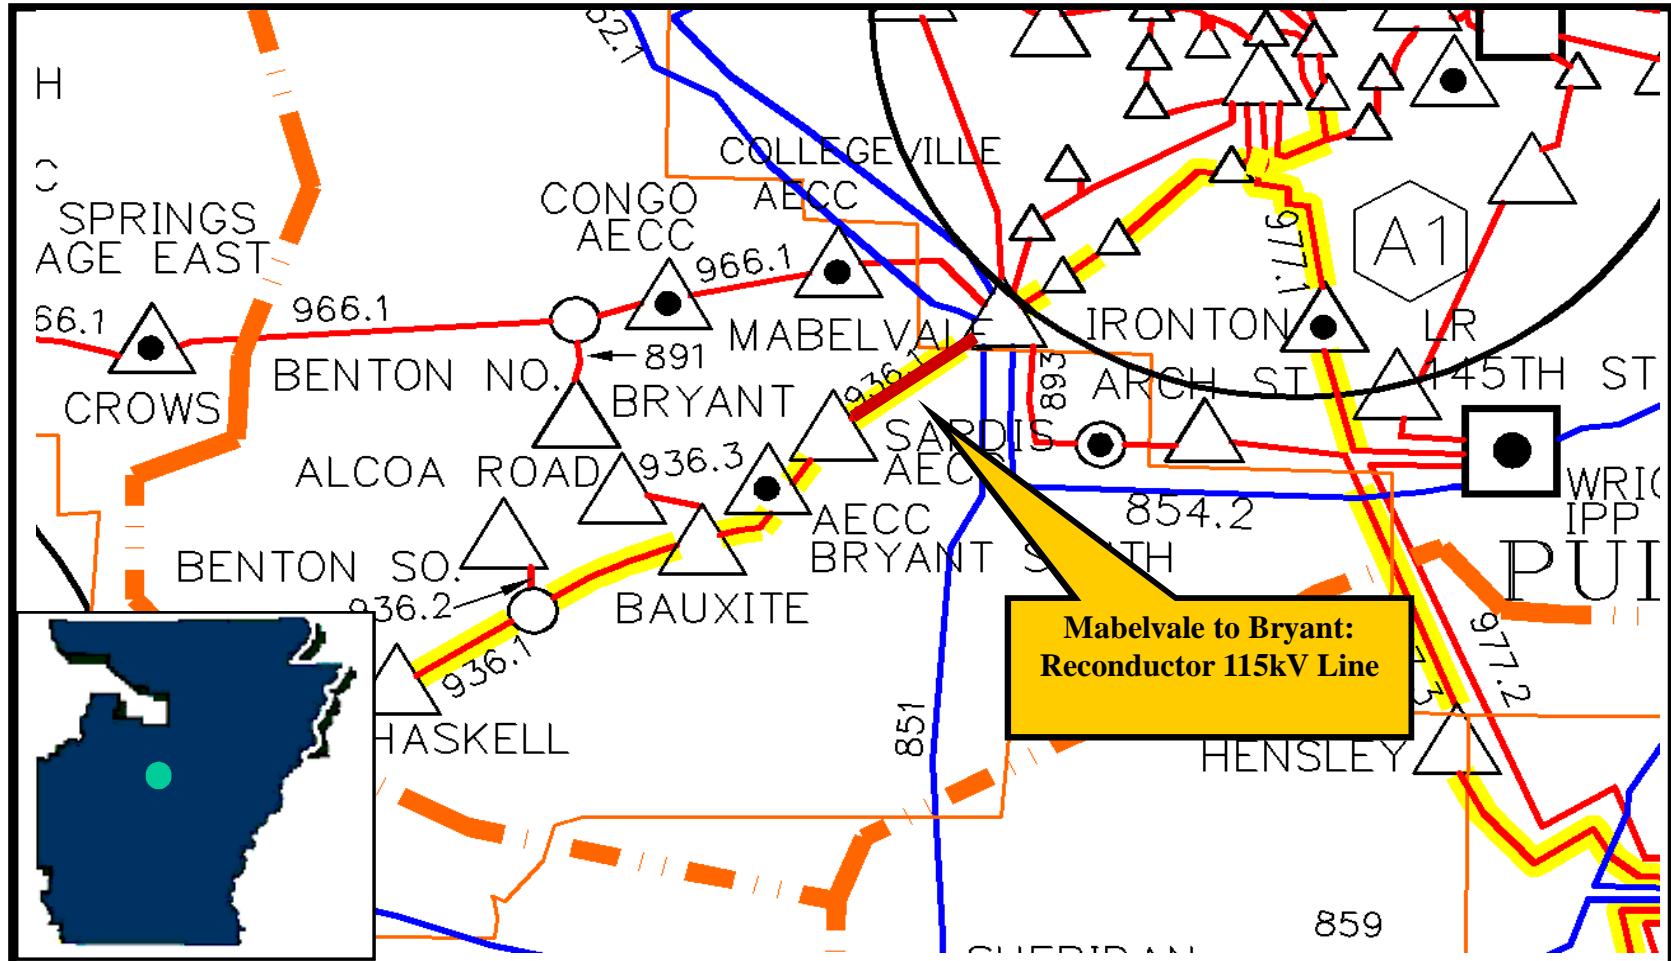 H
C
SPRINGS
AGE EAST
66.1
966.1
CROWS
CONGO
AECC
COLLEGEVILLE
AECC
966.1
MABELVALE
891
BENTON NO.
BRYANT
936.1
893
IRONTON
A1
LR
145TH ST
ARCH ST
977.1
ALCOA ROAD
936.3
SARDIS
AECC
854.2
WRIG
IPP
AECC
BRYANT SOUTH
BENTON SO.
936.2
BAUXITE
936.1
HASKELL
PUL
Mabelvale to Bryant:
Reconductor 115kV Line
977.2
851
HENSLEY
859
SHERIDAN